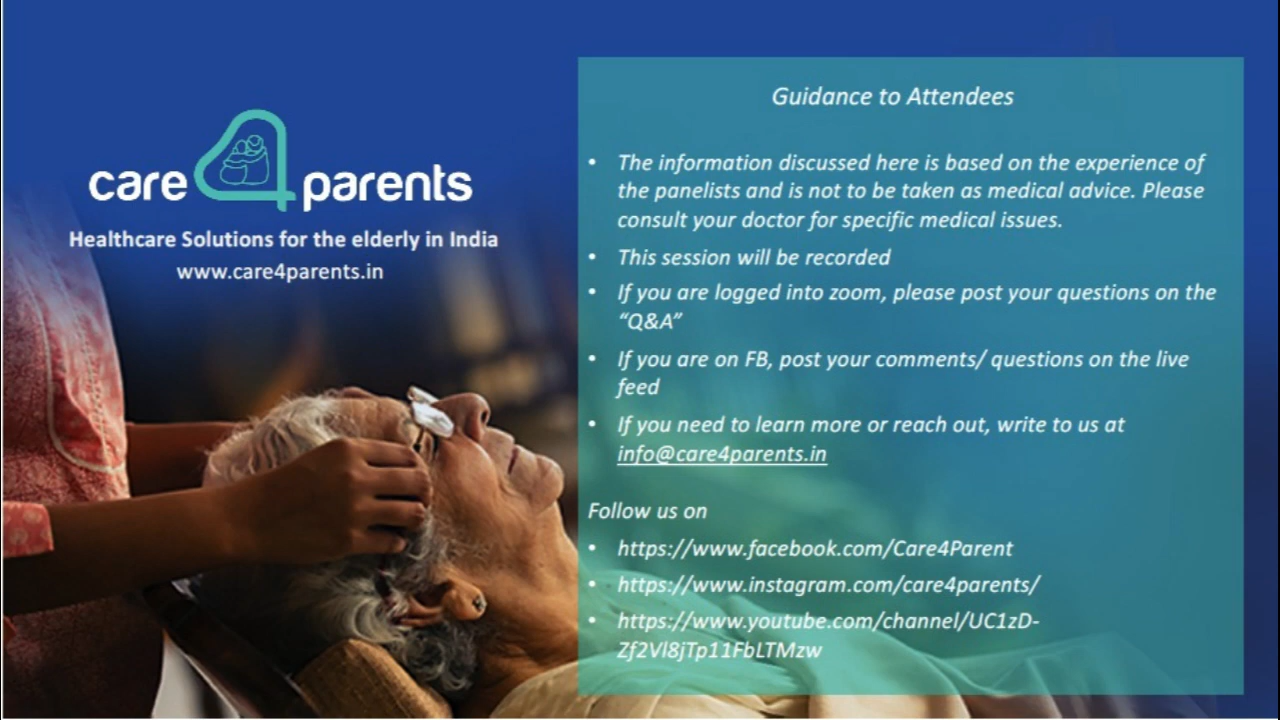 care 4 parents
Healthcare Solutions for the elderly in India
www.care4parents.in
Guidance to Attendees
• The information discussed here is based on the experience of
the panelists and is not to be taken as medical advice. Please
consult your doctor for specific medical issues.
• This session will be recorded
• If you are logged into zoom, please post your questions on the
“Q&A”
• If you are on FB, post your comments/ questions on the live
feed
• If you need to learn more or reach out, write to us at
info@care4parents.in
Follow us on
• https://www.facebook.com/Care4Parent
• https://www.instagram.com/care4parents/
• https://www.youtube.com/channel/UC1zD-
Zf2Vl8jTp11FbLTMzw